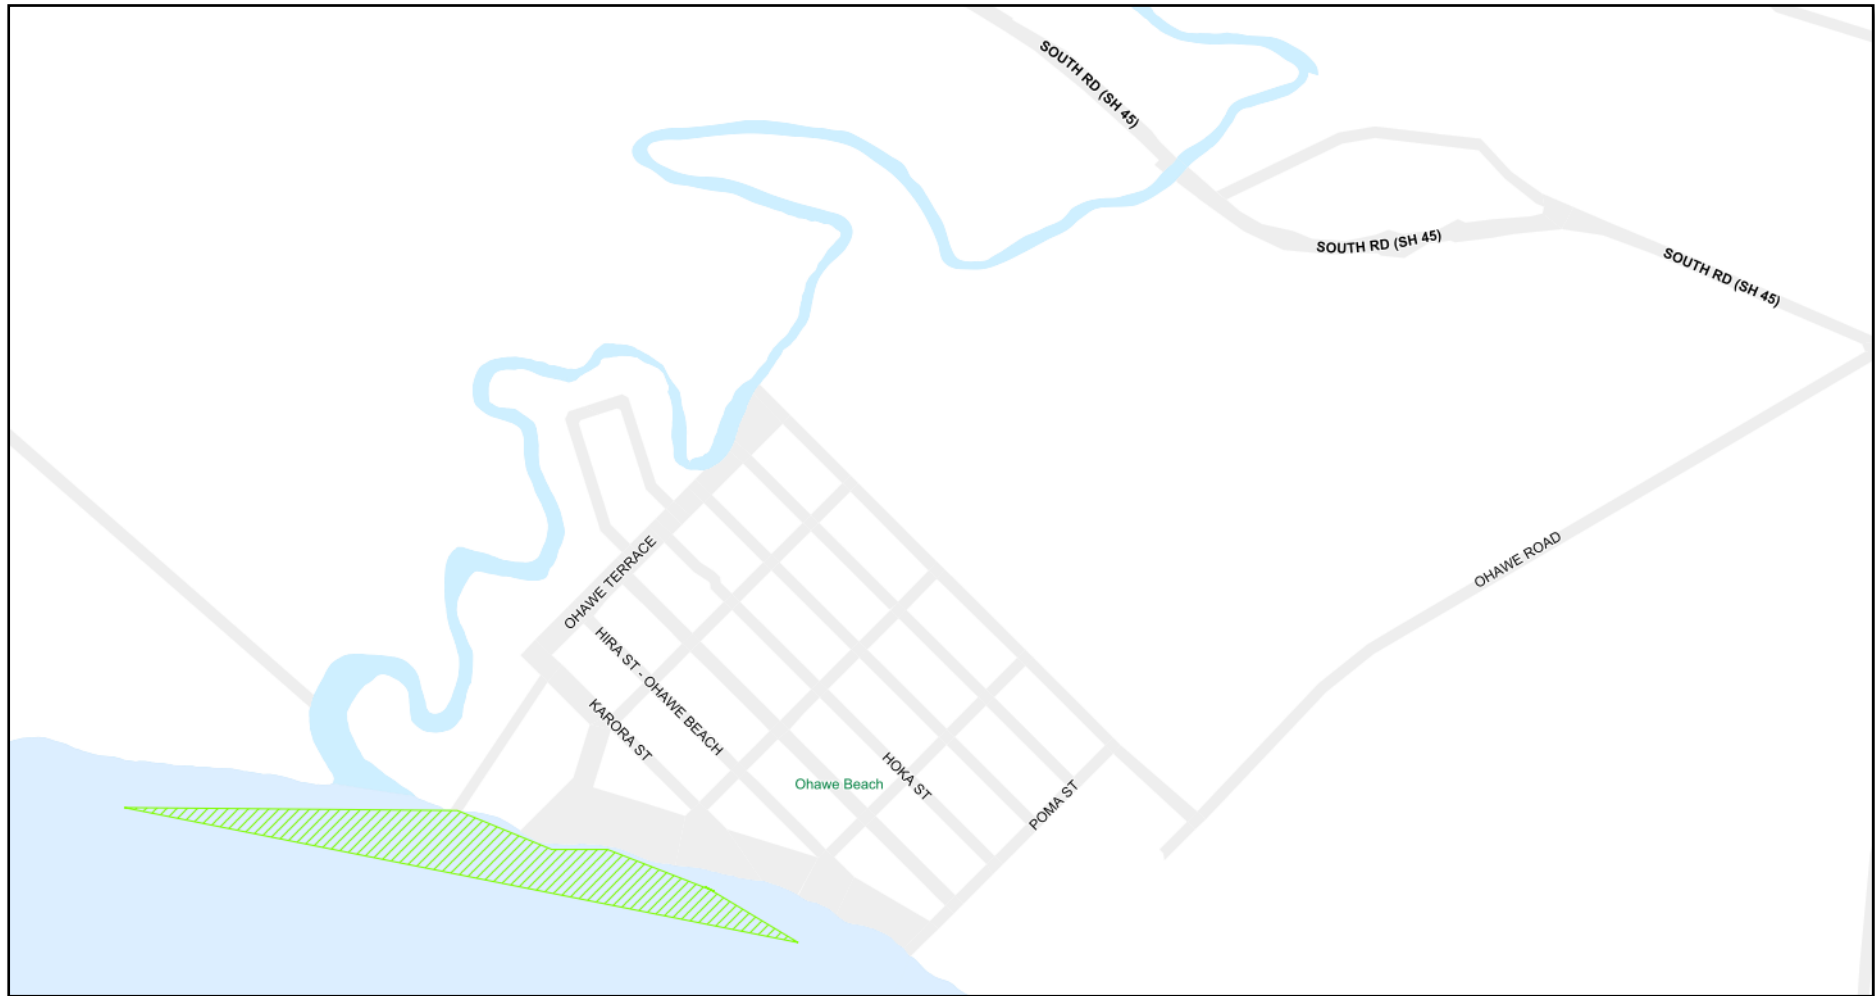 SOUTH RD (SH 45)
SOUTH RD (SH 45)
SOUTH RD (SH 45)
OHAWE ROAD
OHAWE TERRACE
HIRA ST - OHAWE BEACH
KARORA ST
HOKA ST
Ohawe Beach
POMA ST